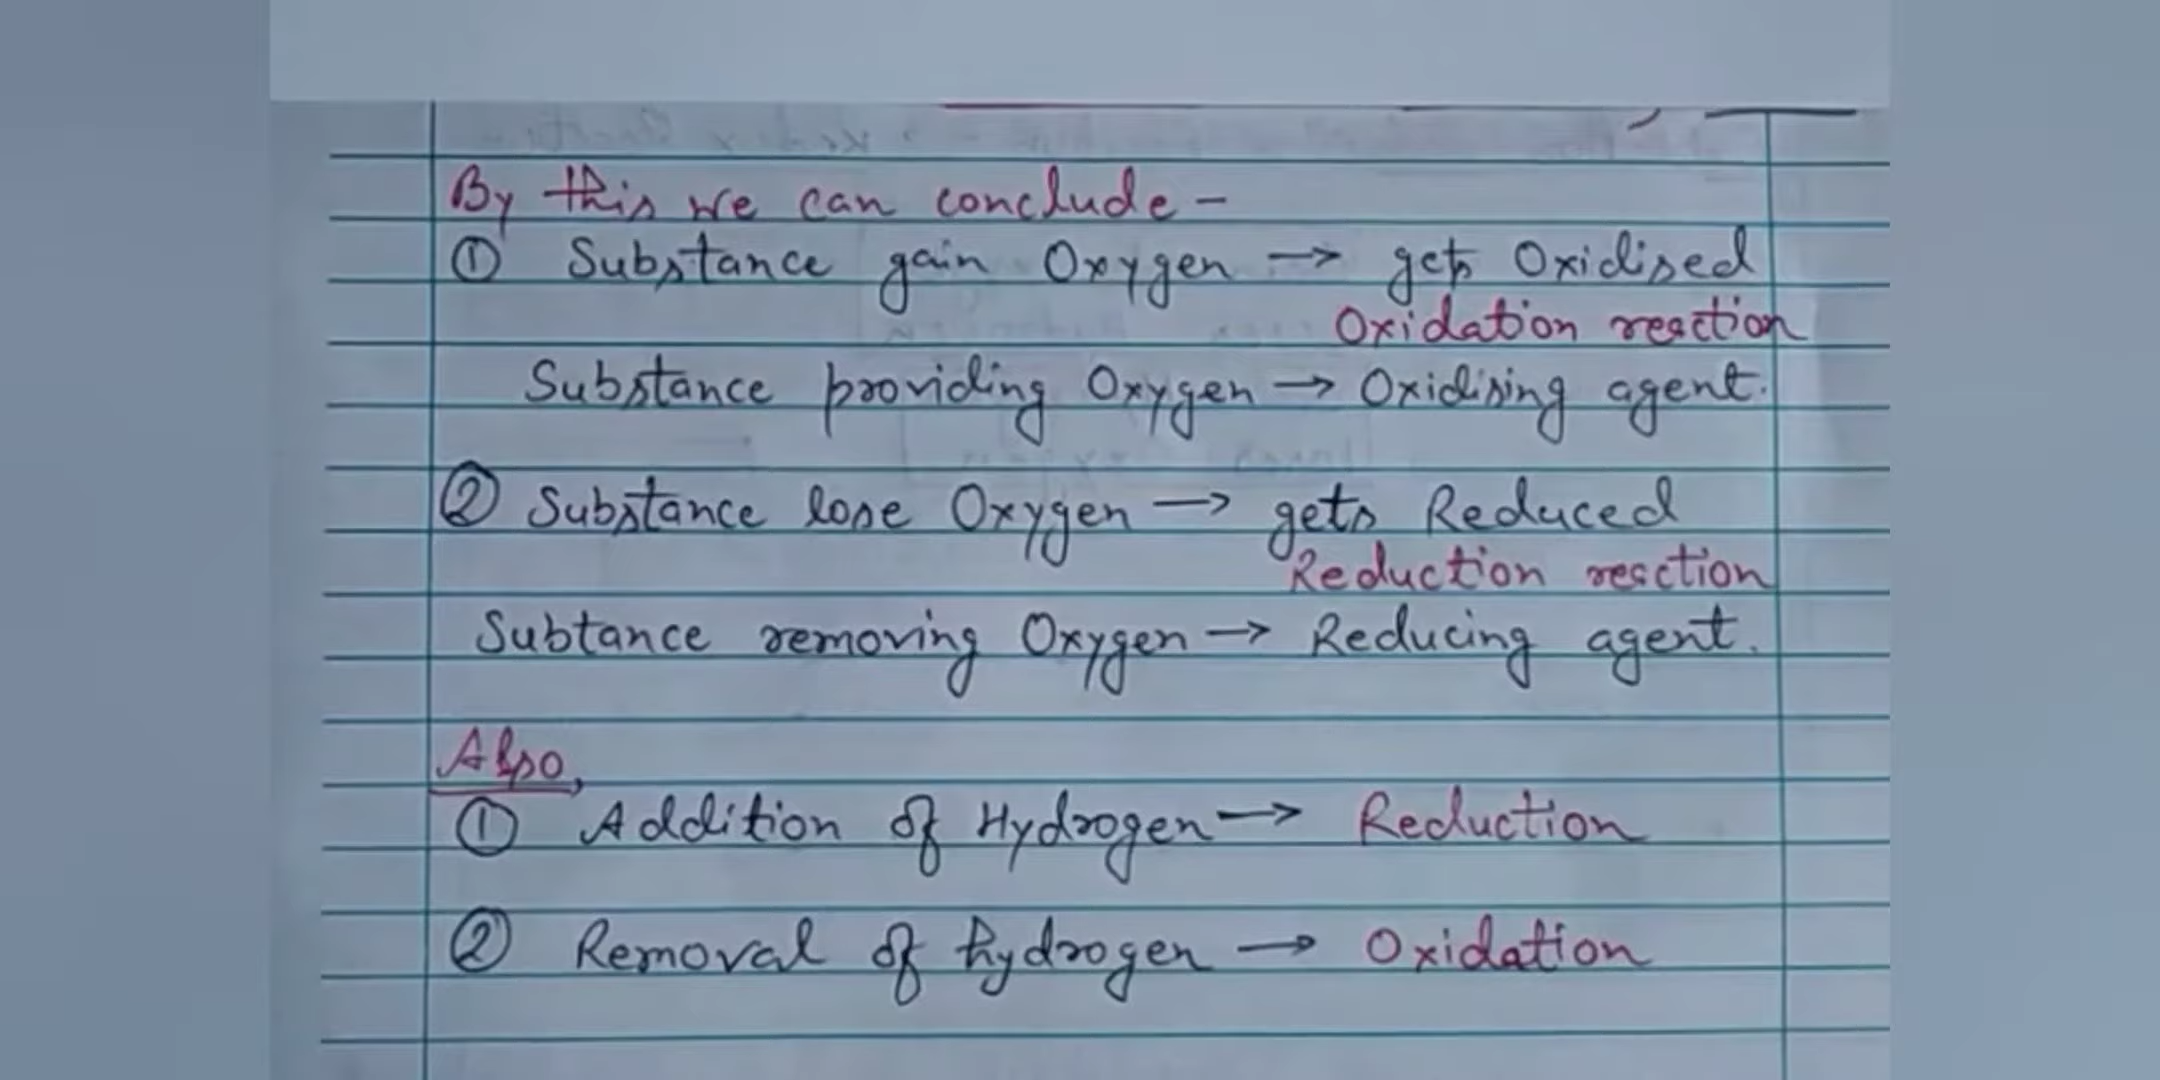 By this we can conclude -
① Substance gain Oxygen → gets Oxidised
Oxidation reaction
Substance providing Oxygen → Oxidising agent.
② Substance lose Oxygen → gets Reduced
Reduction reaction
Subtance removing Oxygen → Reducing agent.
Also,
① Addition of Hydrogen → Reduction
② Removal of hydrogen → Oxidation